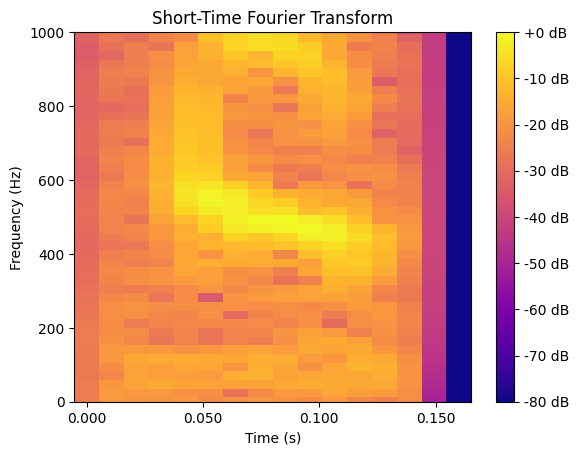 Short-Time Fourier Transform
Frequency (Hz)
1000
800
600
400
200
0
0.000
0.050
0.100
0.150
Time (s)
+0 dB
-10 dB
-20 dB
-30 dB
-40 dB
-50 dB
-60 dB
-70 dB
-80 dB